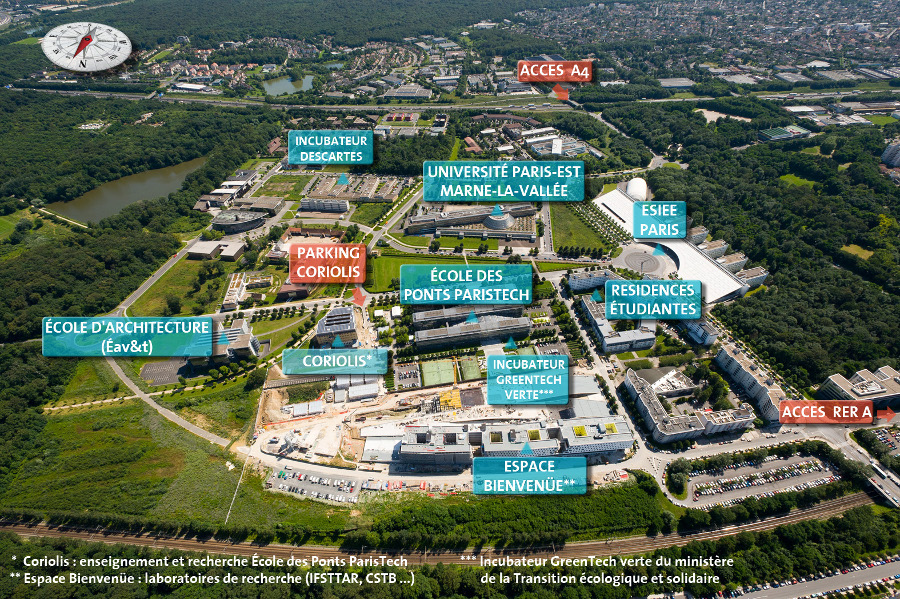 ACCES A4
INCUBATEUR
DESCARTES
UNIVERSITÉ PARIS-EST
MARNE-LA-VALLÉE
ESIEE
PARIS
PARKING
CORIOLIS
ÉCOLE DES
PONTS PARISTECH
RESIDENCES
ÉTUDIANTES
ÉCOLE D'ARCHITECTURE
(Éav&t)
CORIOLIS*
INCUBATEUR
GREENTECH
VERTE***
ACCES RER A
ESPACE
BIENVENÜE**
* Coriolis : enseignement et recherche École des Ponts ParisTech
** Espace Bienvenüe : laboratoires de recherche (IFSTTAR, CSTB ...)
*** Incubateur GreenTech verte du ministère
de la Transition écologique et solidaire